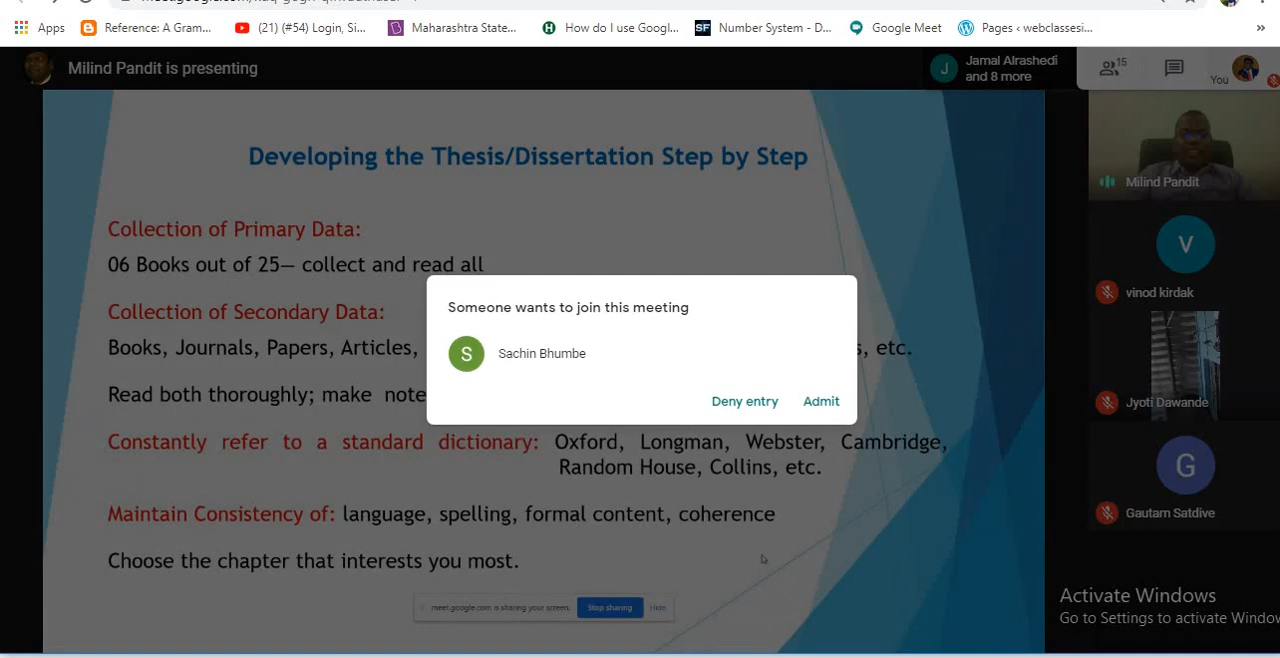 Apps
Reference: A Gram...
(21) (#54) Login, Si...
Maharashtra State...
How do I use Googl...
SF Number System - D...
Google Meet
Pages ‹ webclassesi...
»
Milind Pandit is presenting
J
Jamal Alrashedi
and 8 more
15
You
Developing the Thesis/Dissertation Step by Step
Collection of Primary Data:
06 Books out of 25— collect and read all
Collection of Secondary Data:
Books, Journals, Papers, Articles,
s, etc.
Read both thoroughly; make note
Constantly refer to a standard dictionary: Oxford, Longman, Webster, Cambridge,
Random House, Collins, etc.
Maintain Consistency of: language, spelling, formal content, coherence
Choose the chapter that interests you most.
Someone wants to join this meeting
S Sachin Bhumbe
Deny entry Admit
meet.google.com is sharing your screen. Stop sharing Hide
Milind Pandit
V
vinod kirdak
Jyoti Dawande
G
Gautam Satdive
Activate Windows
Go to Settings to activate Window